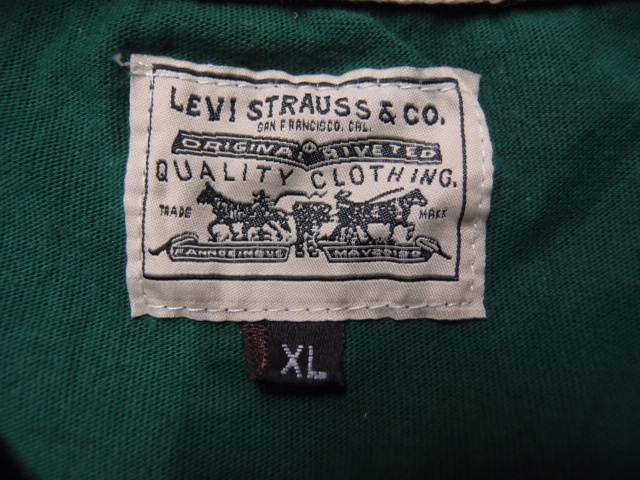 LEVI STRAUSS & CO.
SAN FRANCISCO, CAL.
ORIGINAL RIVETED
QUALITY CLOTHING.
TRADE MARK
XL